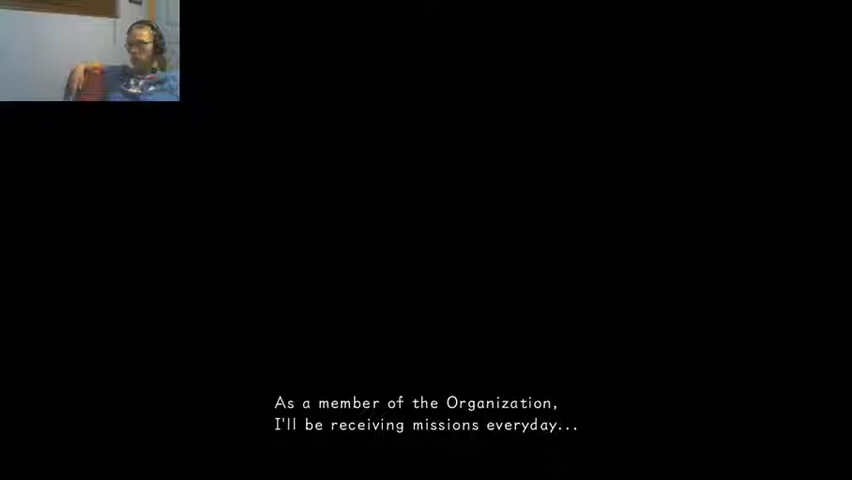 As a member of the Organization,
I'll be receiving missions everyday...